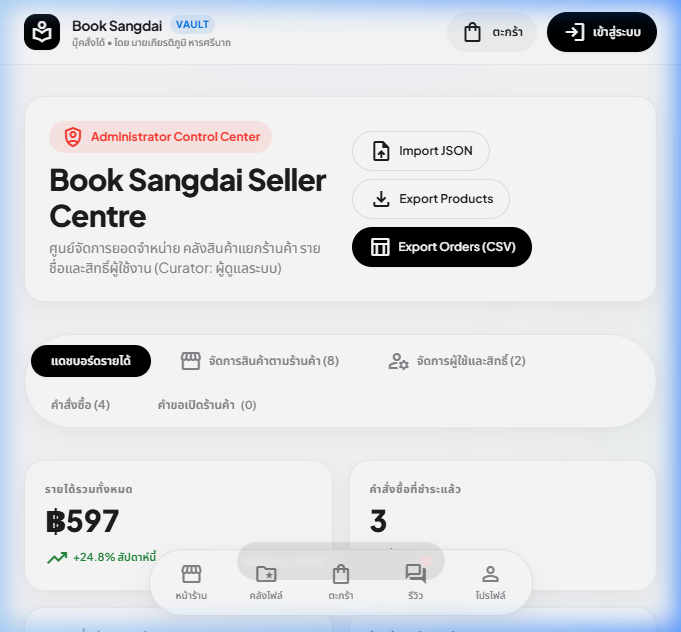 Book Sangdai VAULT
บุ๊คสั่งได้ • โดย นายเกียรติภูมิ หารศรีนาถ
ตะกร้า
เข้าสู่ระบบ
Administrator Control Center
Book Sangdai Seller
Centre
ศูนย์จัดการยอดจำหน่าย คลังสินค้าแยกร้านค้า ราย
ชื่อและสิทธิ์ผู้ใช้งาน (Curator: ผู้ดูแลระบบ)
Import JSON
Export Products
Export Orders (CSV)
แดชบอร์ดรายได้
จัดการสินค้าตามร้านค้า (8)
จัดการผู้ใช้และสิทธิ์ (2)
คำสั่งซื้อ (4)
คำขอเปิดร้านค้า (0)
รายได้รวมทั้งหมด
฿597
+24.8% สัปดาห์นี้
คำสั่งซื้อที่ชำระแล้ว
3
หน้าร้าน
คลังไฟล์
ตะกร้า
รีวิว
โปรไฟล์